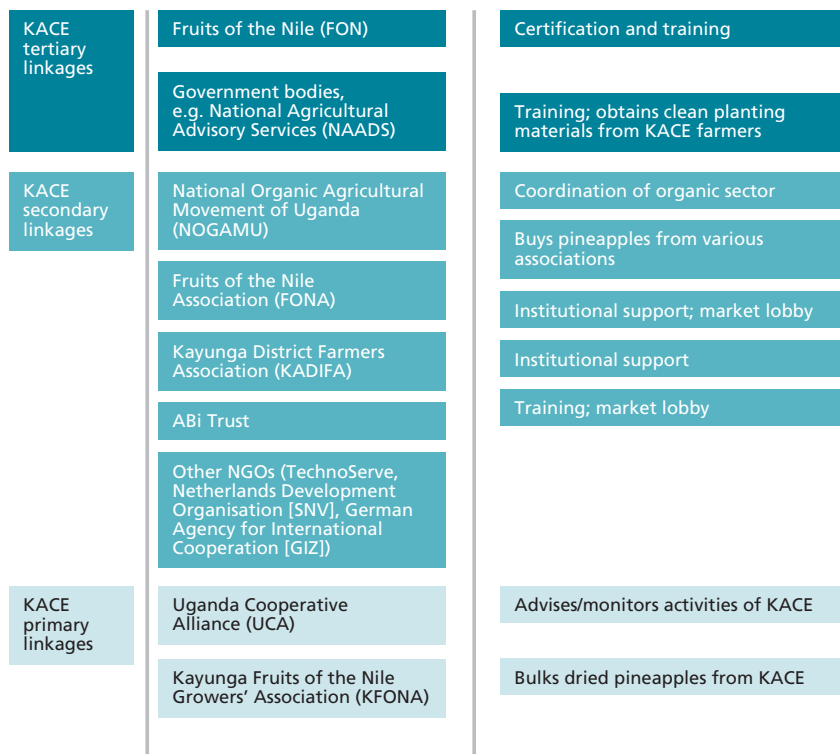 KACE
tertiary
linkages
Fruits of the Nile (FON)
Certification and training
Government bodies,
e.g. National Agricultural
Advisory Services (NAADS)
Training; obtains clean planting
materials from KACE farmers
KACE
secondary
linkages
National Organic Agricultural
Movement of Uganda
(NOGAMU)
Coordination of organic sector
Buys pineapples from various
associations
Fruits of the Nile
Association (FONA)
Institutional support; market lobby
Kayunga District Farmers
Association (KADIFA)
Institutional support
ABi Trust
Training; market lobby
Other NGOs (TechnoServe,
Netherlands Development
Organisation [SNV], German
Agency for International
Cooperation [GIZ])
KACE
primary
linkages
Uganda Cooperative
Alliance (UCA)
Advises/monitors activities of KACE
Kayunga Fruits of the Nile
Growers’ Association (KFONA)
Bulks dried pineapples from KACE